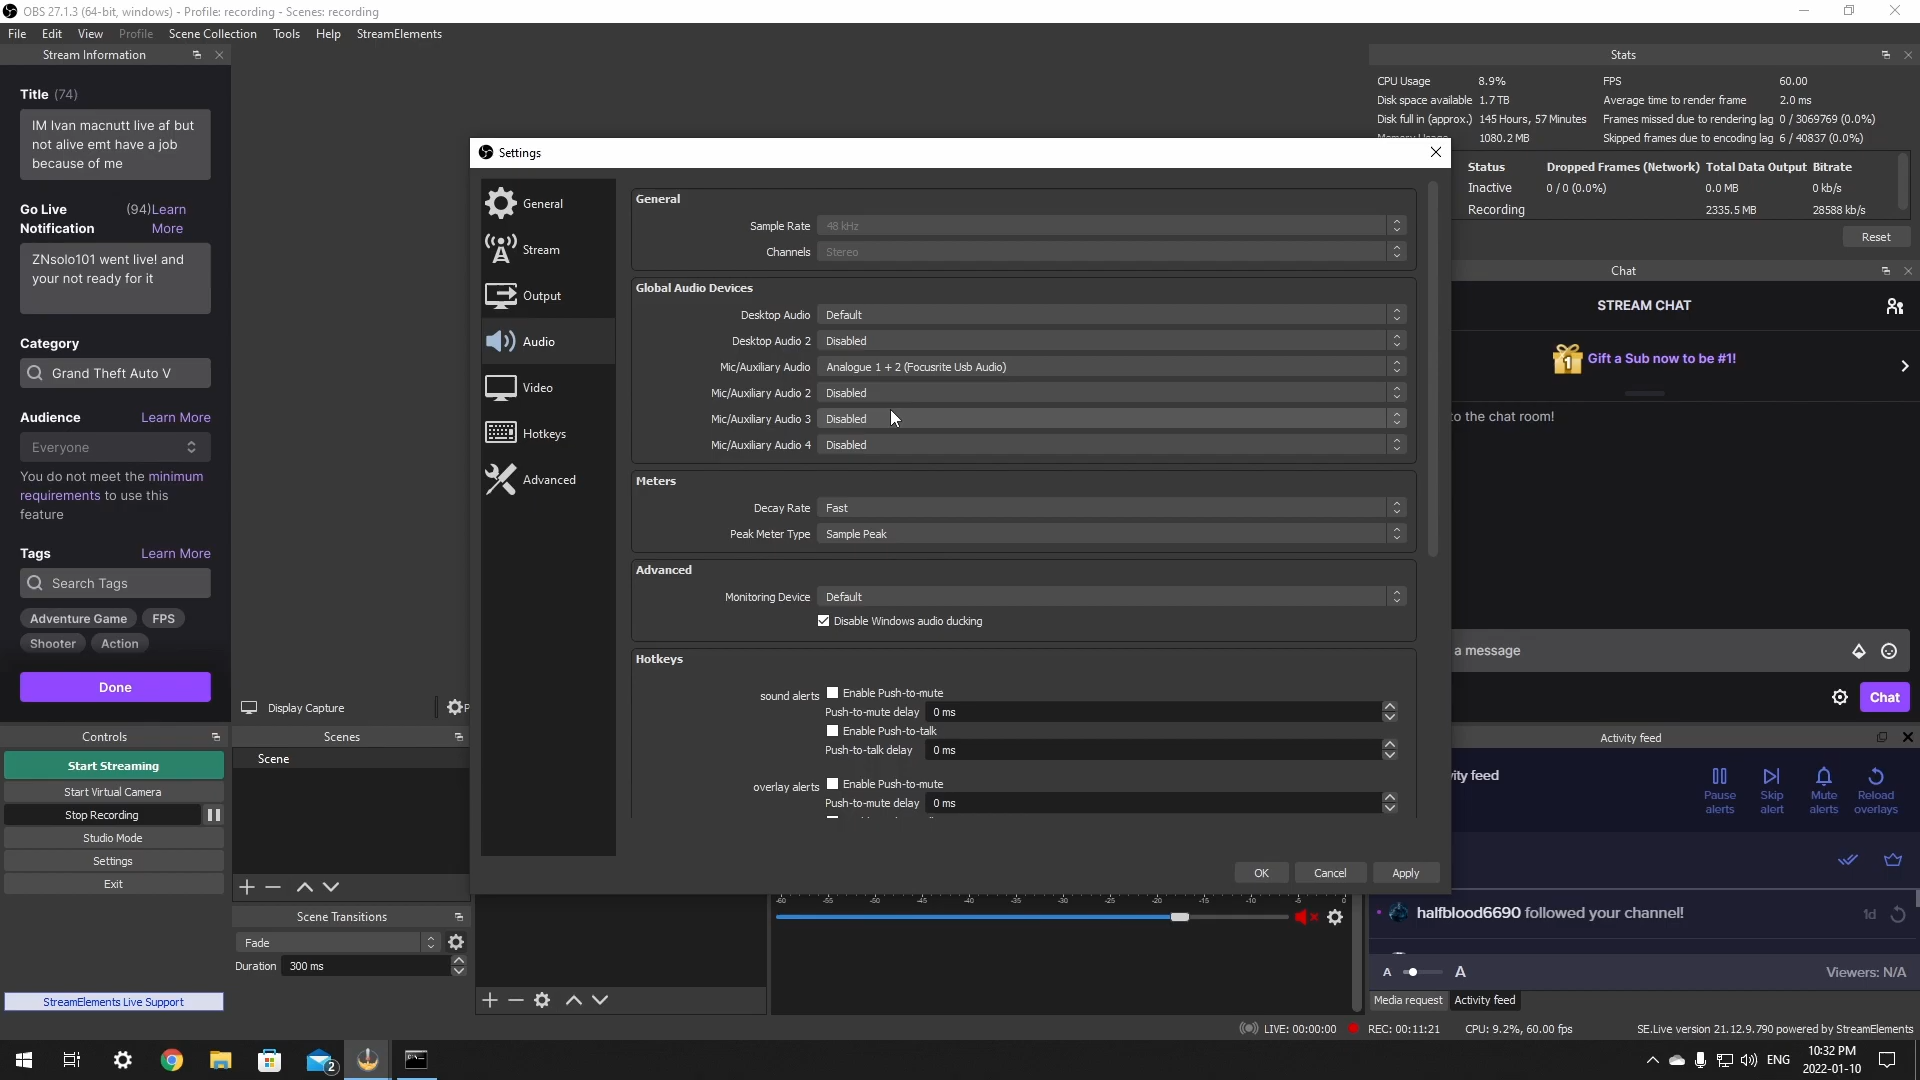 OBS 27.1.3 (64-bit, windows) - Profile: recording - Scenes: recording
File Edit View Profile Scene Collection Tools Help StreamElements
Stream Information
Title (74)
IM Ivan macnutt live af but
not alive emt have a job
because of me
Go Live
Notification
(94)Learn
More
ZNsolo101 went live! and
your not ready for it
Category
Grand Theft Auto V
Audience Learn More
Everyone
You do not meet the minimum
requirements to use this
feature
Tags Learn More
Search Tags
Adventure Game FPS
Shooter Action
Done
Display Capture
Controls
Start Streaming
Start Virtual Camera
Stop Recording
Studio Mode
Settings
Exit
StreamElements Live Support
Scenes
Scene
Scene Transitions
Fade
Duration 300 ms
Settings
General
Stream
Output
Audio
Video
Hotkeys
Advanced
General
Sample Rate 48 kHz
Channels Stereo
Global Audio Devices
Desktop Audio Default
Desktop Audio 2 Disabled
Mic/Auxiliary Audio Analogue 1 + 2 (Focusrite Usb Audio)
Mic/Auxiliary Audio 2 Disabled
Mic/Auxiliary Audio 3 Disabled
Mic/Auxiliary Audio 4 Disabled
Meters
Decay Rate Fast
Peak Meter Type Sample Peak
Advanced
Monitoring Device Default
Disable Windows audio ducking
Hotkeys
sound alerts Enable Push-to-mute
Push-to-mute delay 0 ms
Enable Push-to-talk
Push-to-talk delay 0 ms
overlay alerts Enable Push-to-mute
Push-to-mute delay 0 ms
OK Cancel Apply
-60 -55 -50 -45 -40 -35 -30 -25 -20 -15 -10 -5 0
Stats
CPU Usage 8.9% FPS 60.00
Disk space available 1.7 TB Average time to render frame 2.0 ms
Disk full in (approx.) 145 Hours, 57 Minutes Frames missed due to rendering lag 0 / 3069769 (0.0%)
1080.2 MB Skipped frames due to encoding lag 6 / 40837 (0.0%)
Status Dropped Frames (Network) Total Data Output Bitrate
Inactive 0 / 0 (0.0%) 0.0 MB 0 kb/s
Recording 2335.5 MB 28588 kb/s
Reset
Chat
STREAM CHAT
1 Gift a Sub now to be #1!
to the chat room!
a message
Chat
Activity feed
ity feed
Pause
alerts
Skip
alert
Mute
alerts
Reload
overlays
halfblood6690 followed your channel! 1d
A A Viewers: N/A
Media request Activity feed
LIVE: 00:00:00 REC: 00:11:21 CPU: 9.2%, 60.00 fps SE.Live version 21.12.9.790 powered by StreamElements
2
ENG
10:32 PM
2022-01-10